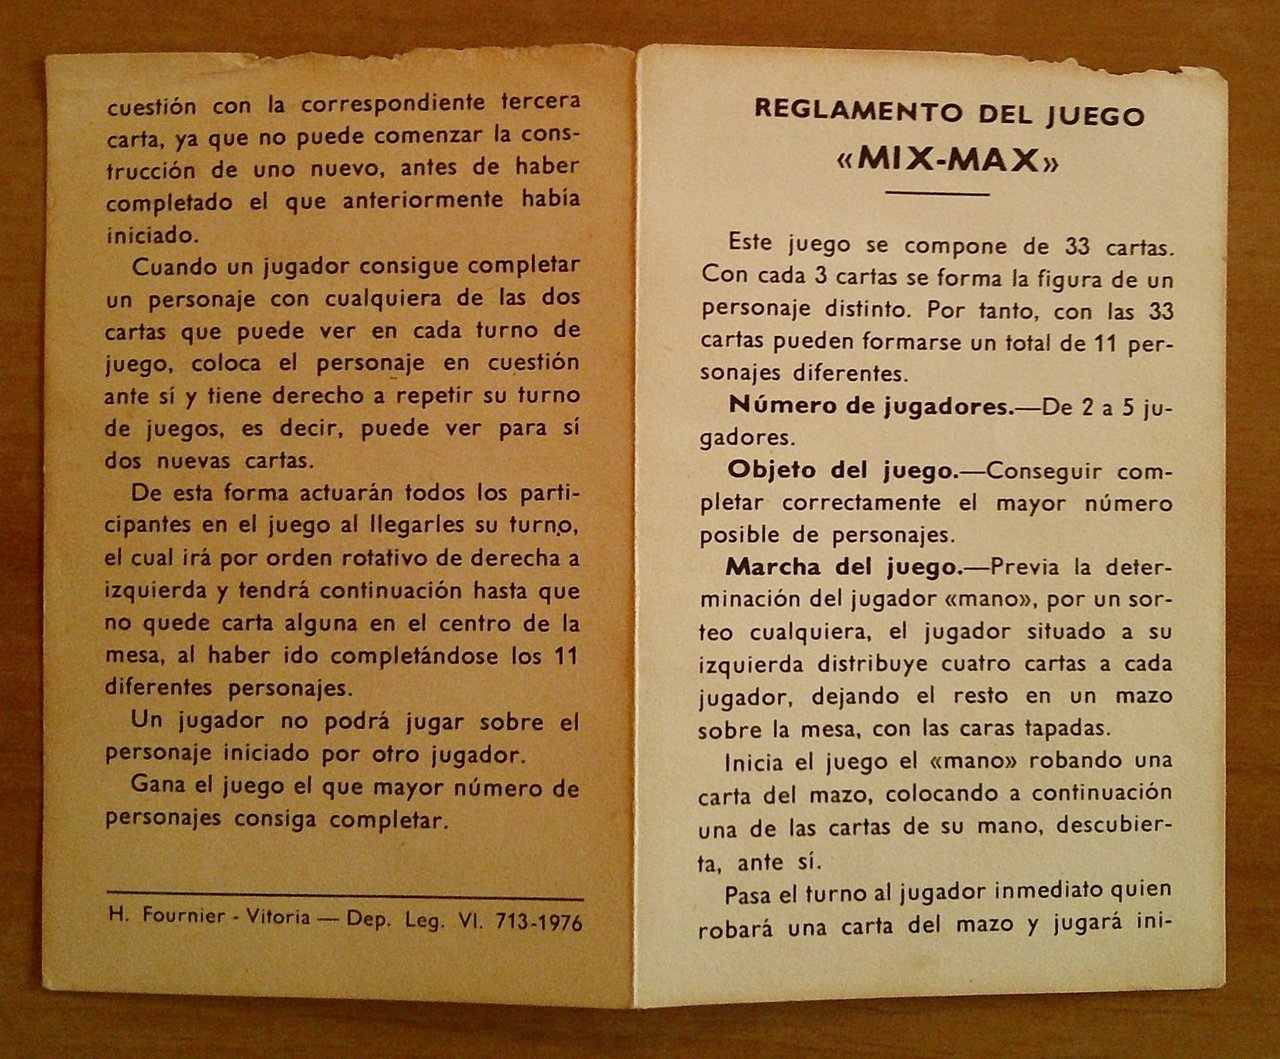 cuestión con la correspondiente tercera
carta, ya que no puede comenzar la cons-
trucción de uno nuevo, antes de haber
completado el que anteriormente había
iniciado.
Cuando un jugador consigue completar
un personaje con cualquiera de las dos
cartas que puede ver en cada turno de
juego, coloca el personaje en cuestión
ante sí y tiene derecho a repetir su turno
de juegos, es decir, puede ver para sí
dos nuevas cartas.
De esta forma actuarán todos los parti-
cipantes en el juego al llegarles su turno,
el cual irá por orden rotativo de derecha a
izquierda y tendrá continuación hasta que
no quede carta alguna en el centro de la
mesa, al haber ido completándose los 11
diferentes personajes.
Un jugador no podrá jugar sobre el
personaje iniciado por otro jugador.
Gana el juego el que mayor número de
personajes consiga completar.
H. Fournier - Vitoria — Dep. Leg. VI. 713-1976
REGLAMENTO DEL JUEGO
«MIX-MAX»
Este juego se compone de 33 cartas.
Con cada 3 cartas se forma la figura de un
personaje distinto. Por tanto, con las 33
cartas pueden formarse un total de 11 per-
sonajes diferentes.
Número de jugadores.—De 2 a 5 ju-
gadores.
Objeto del juego.—Conseguir com-
pletar correctamente el mayor número
posible de personajes.
Marcha del juego.—Previa la deter-
minación del jugador «mano», por un sor-
teo cualquiera, el jugador situado a su
izquierda distribuye cuatro cartas a cada
jugador, dejando el resto en un mazo
sobre la mesa, con las caras tapadas.
Inicia el juego el «mano» robando una
carta del mazo, colocando a continuación
una de las cartas de su mano, descubier-
ta, ante sí.
Pasa el turno al jugador inmediato quien
robará una carta del mazo y jugará ini-